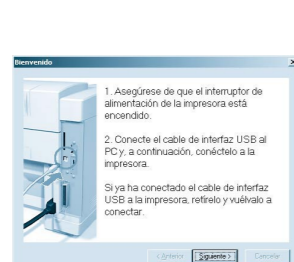 Bienvenido
1. Asegúrese de que el interruptor de
alimentación de la impresora está
encendido.
2. Conecte el cable de interfaz USB al
PC y, a continuación, conéctelo a la
impresora.
Si ya ha conectado el cable de interfaz
USB a la impresora, retírelo y vuélvalo a
conectar.
< Anterior Siguiente > Cancelar